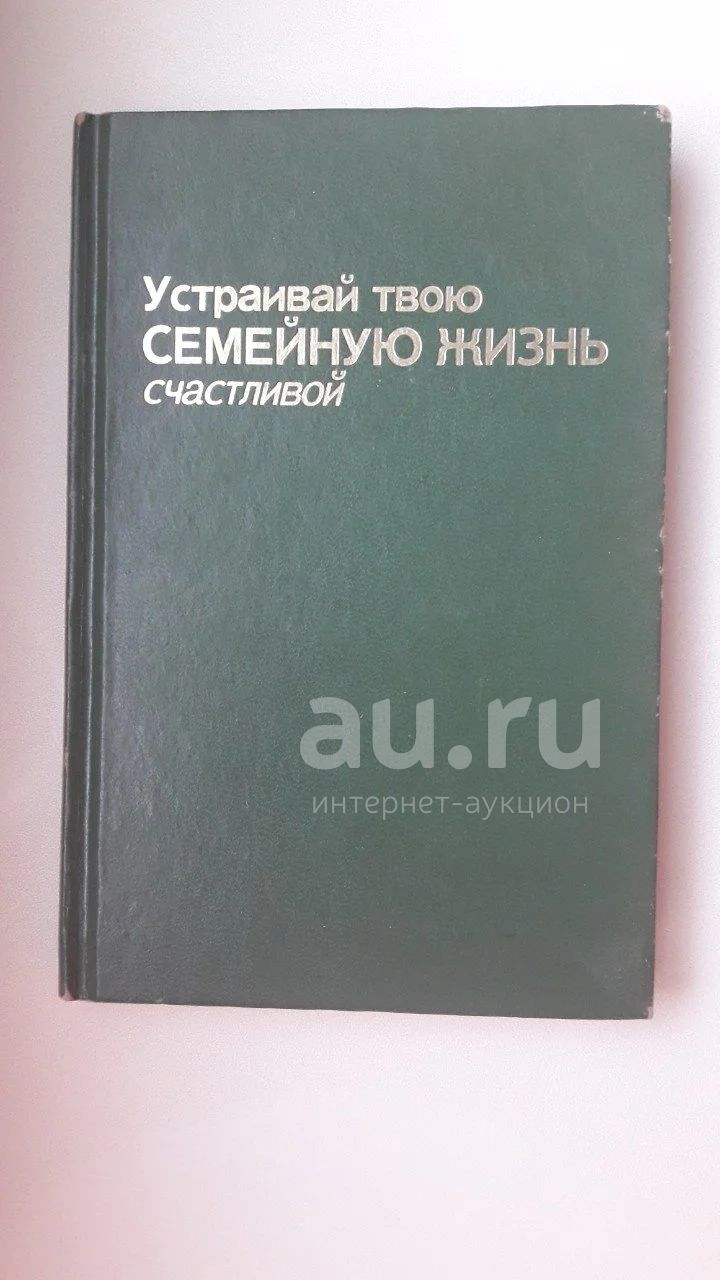 Устраивай твою
СЕМЕЙНУЮ ЖИЗНЬ
счастливой
au.ru
интернет-аукцион